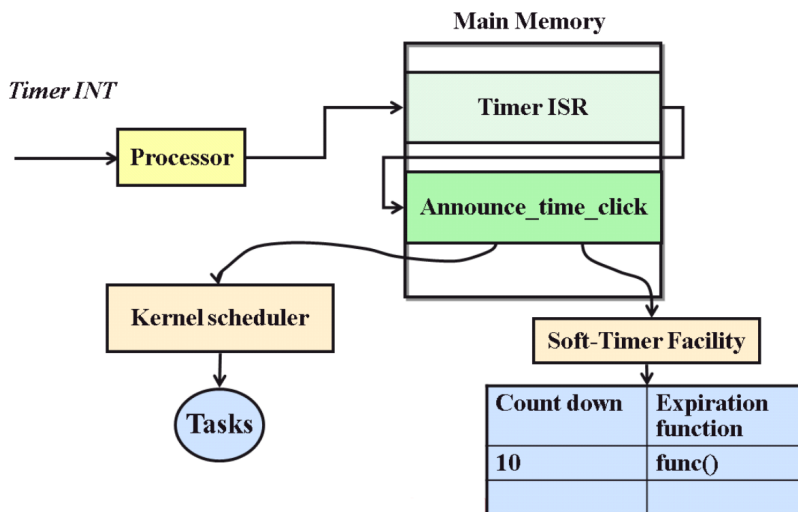 Main Memory
Timer INT
Timer ISR
Processor
Announce_time_click
Kernel scheduler
Soft-Timer Facility
Tasks
Count down
Expiration
function
10
func()